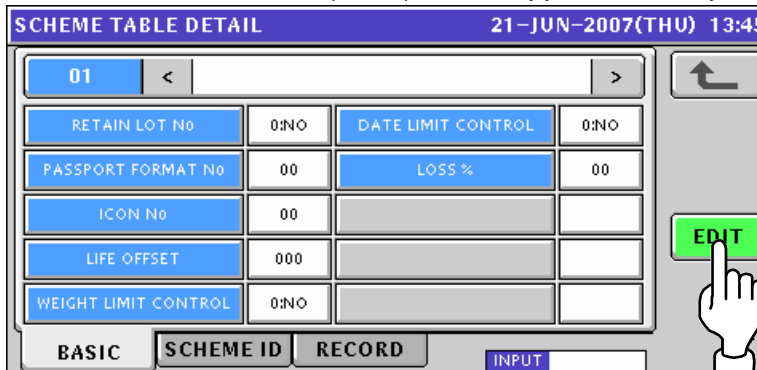 SCHEME TABLE DETAIL 21-JUN-2007(THU) 13:45
01 < >
RETAIN LOT No 0:NO DATE LIMIT CONTROL 0:NO
PASSPORT FORMAT No 00 LOSS % 00
ICON No 00
LIFE OFFSET 000
EDIT
WEIGHT LIMIT CONTROL 0:NO
BASIC SCHEME ID RECORD INPUT